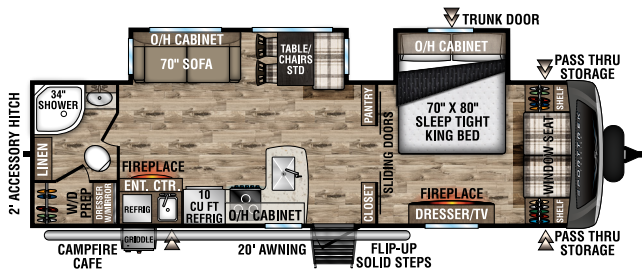 TRUNK DOOR
O/H CABINET
70" SOFA
TABLE/
CHAIRS
STD
O/H CABINET
PASS THRU
STORAGE
34"
SHOWER
PANTRY
SLIDING DOORS
70" X 80"
SLEEP TIGHT
KING BED
SHELF
2' ACCESSORY HITCH
LINEN
WINDOW SEAT
SPORTTREK
FIREPLACE
ENT. CTR.
W/D
PREP
DRESSER
W/MIRROR
REFRIG
10
CU FT
REFRIG
O/H CABINET
CLOSET
FIREPLACE
DRESSER/TV
SHELF
GRIDDLE
CAMPFIRE
CAFE
20' AWNING
FLIP-UP
SOLID STEPS
PASS THRU
STORAGE